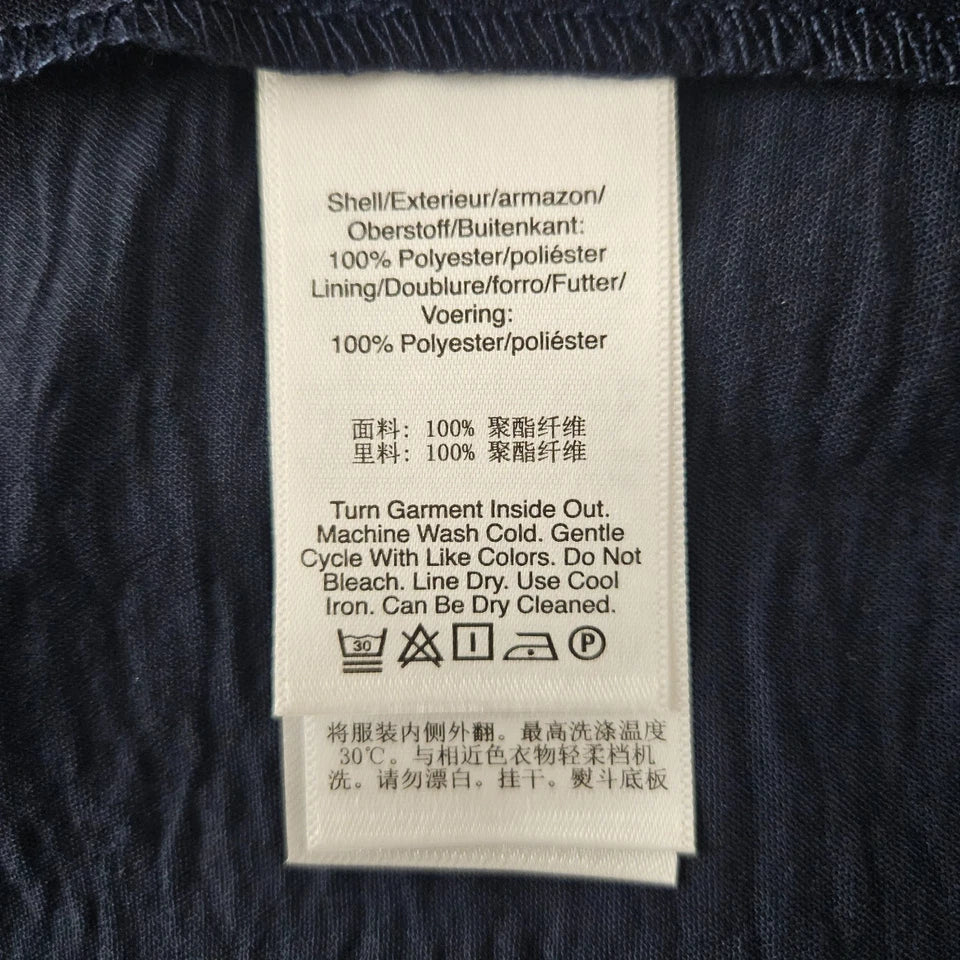 Shell/Exterieur/armazon/
Oberstoff/Buitenkant:
100% Polyester/poliéster
Lining/Doublure/forro/Futter/
Voering:
100% Polyester/poliéster
面料: 100% 聚酯纤维
里料: 100% 聚酯纤维
Turn Garment Inside Out.
Machine Wash Cold. Gentle
Cycle With Like Colors. Do Not
Bleach. Line Dry. Use Cool
Iron. Can Be Dry Cleaned.
30 P
将服装内侧外翻。最高洗涤温度
30℃。与相近色衣物轻柔档机
洗。请勿漂白。挂干。熨斗底板